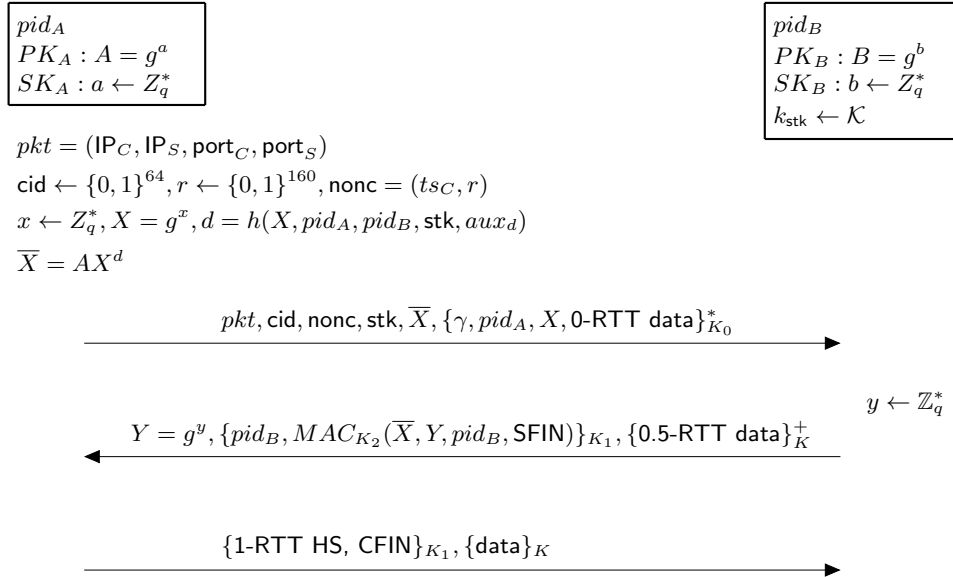 pid_A
PK_A : A = g^a
SK_A : a ← Z_q^*
pid_B
PK_B : B = g^b
SK_B : b ← Z_q^*
k_stk ← 𝒦
pkt = (IP_C, IP_S, port_C, port_S)
cid ← {0, 1}^64, r ← {0, 1}^160, nonc = (ts_C, r)
x ← Z_q^*, X = g^x, d = h(X, pid_A, pid_B, stk, aux_d)
X̅ = AX^d
pkt, cid, nonc, stk, X̅, {γ, pid_A, X, 0-RTT data}^*_{K_0}
y ← ℤ_q^*
Y = g^y, {pid_B, MAC_{K_2}(X̅, Y, pid_B, SFIN)}_{K_1}, {0.5-RTT data}^+_K
{1-RTT HS, CFIN}_{K_1}, {data}_K